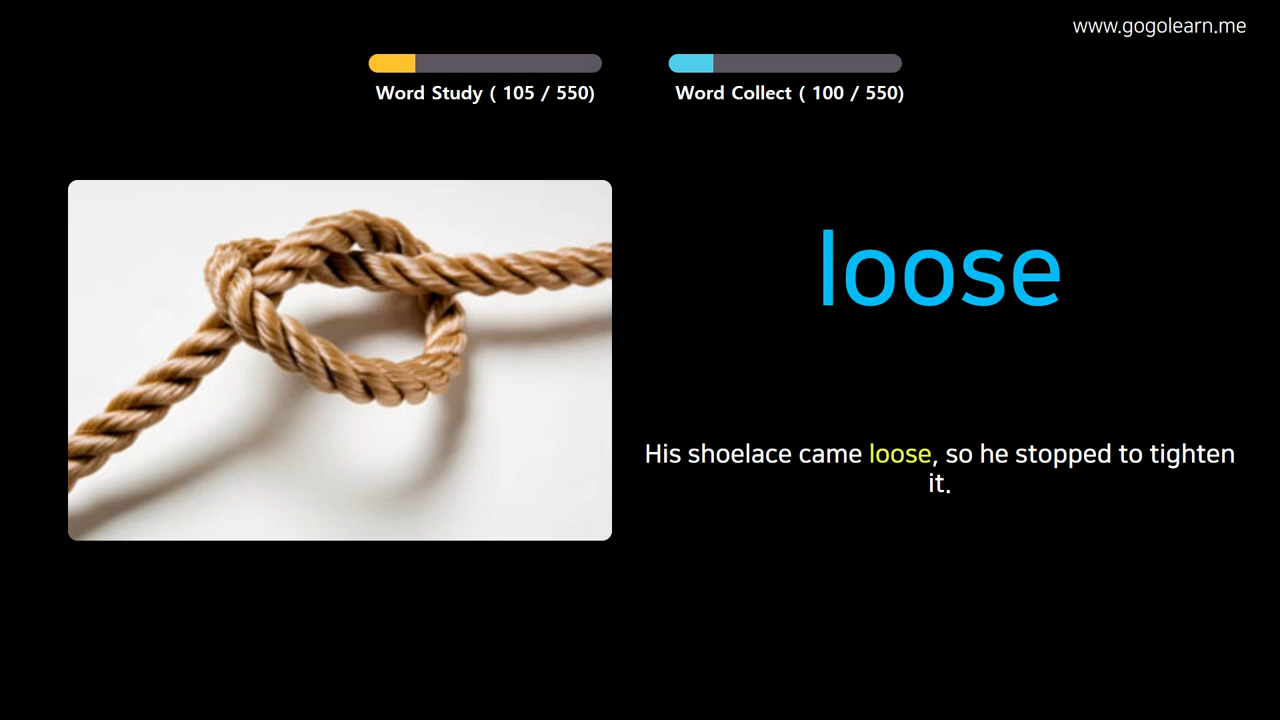 www.gogolearn.me
Word Study ( 105 / 550)
Word Collect ( 100 / 550)
loose
His shoelace came loose, so he stopped to tighten
it.